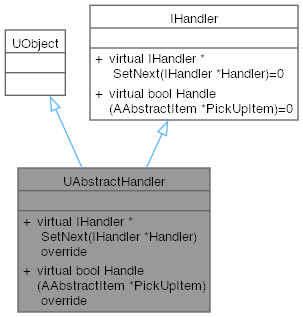 IHandler
UObject
+ virtual IHandler *
SetNext(IHandler *Handler)=0
+ virtual bool Handle
(AAbstractItem *PickUpItem)=0
UAbstractHandler
+ virtual IHandler *
SetNext(IHandler *Handler)
override
+ virtual bool Handle
(AAbstractItem *PickUpItem)
override